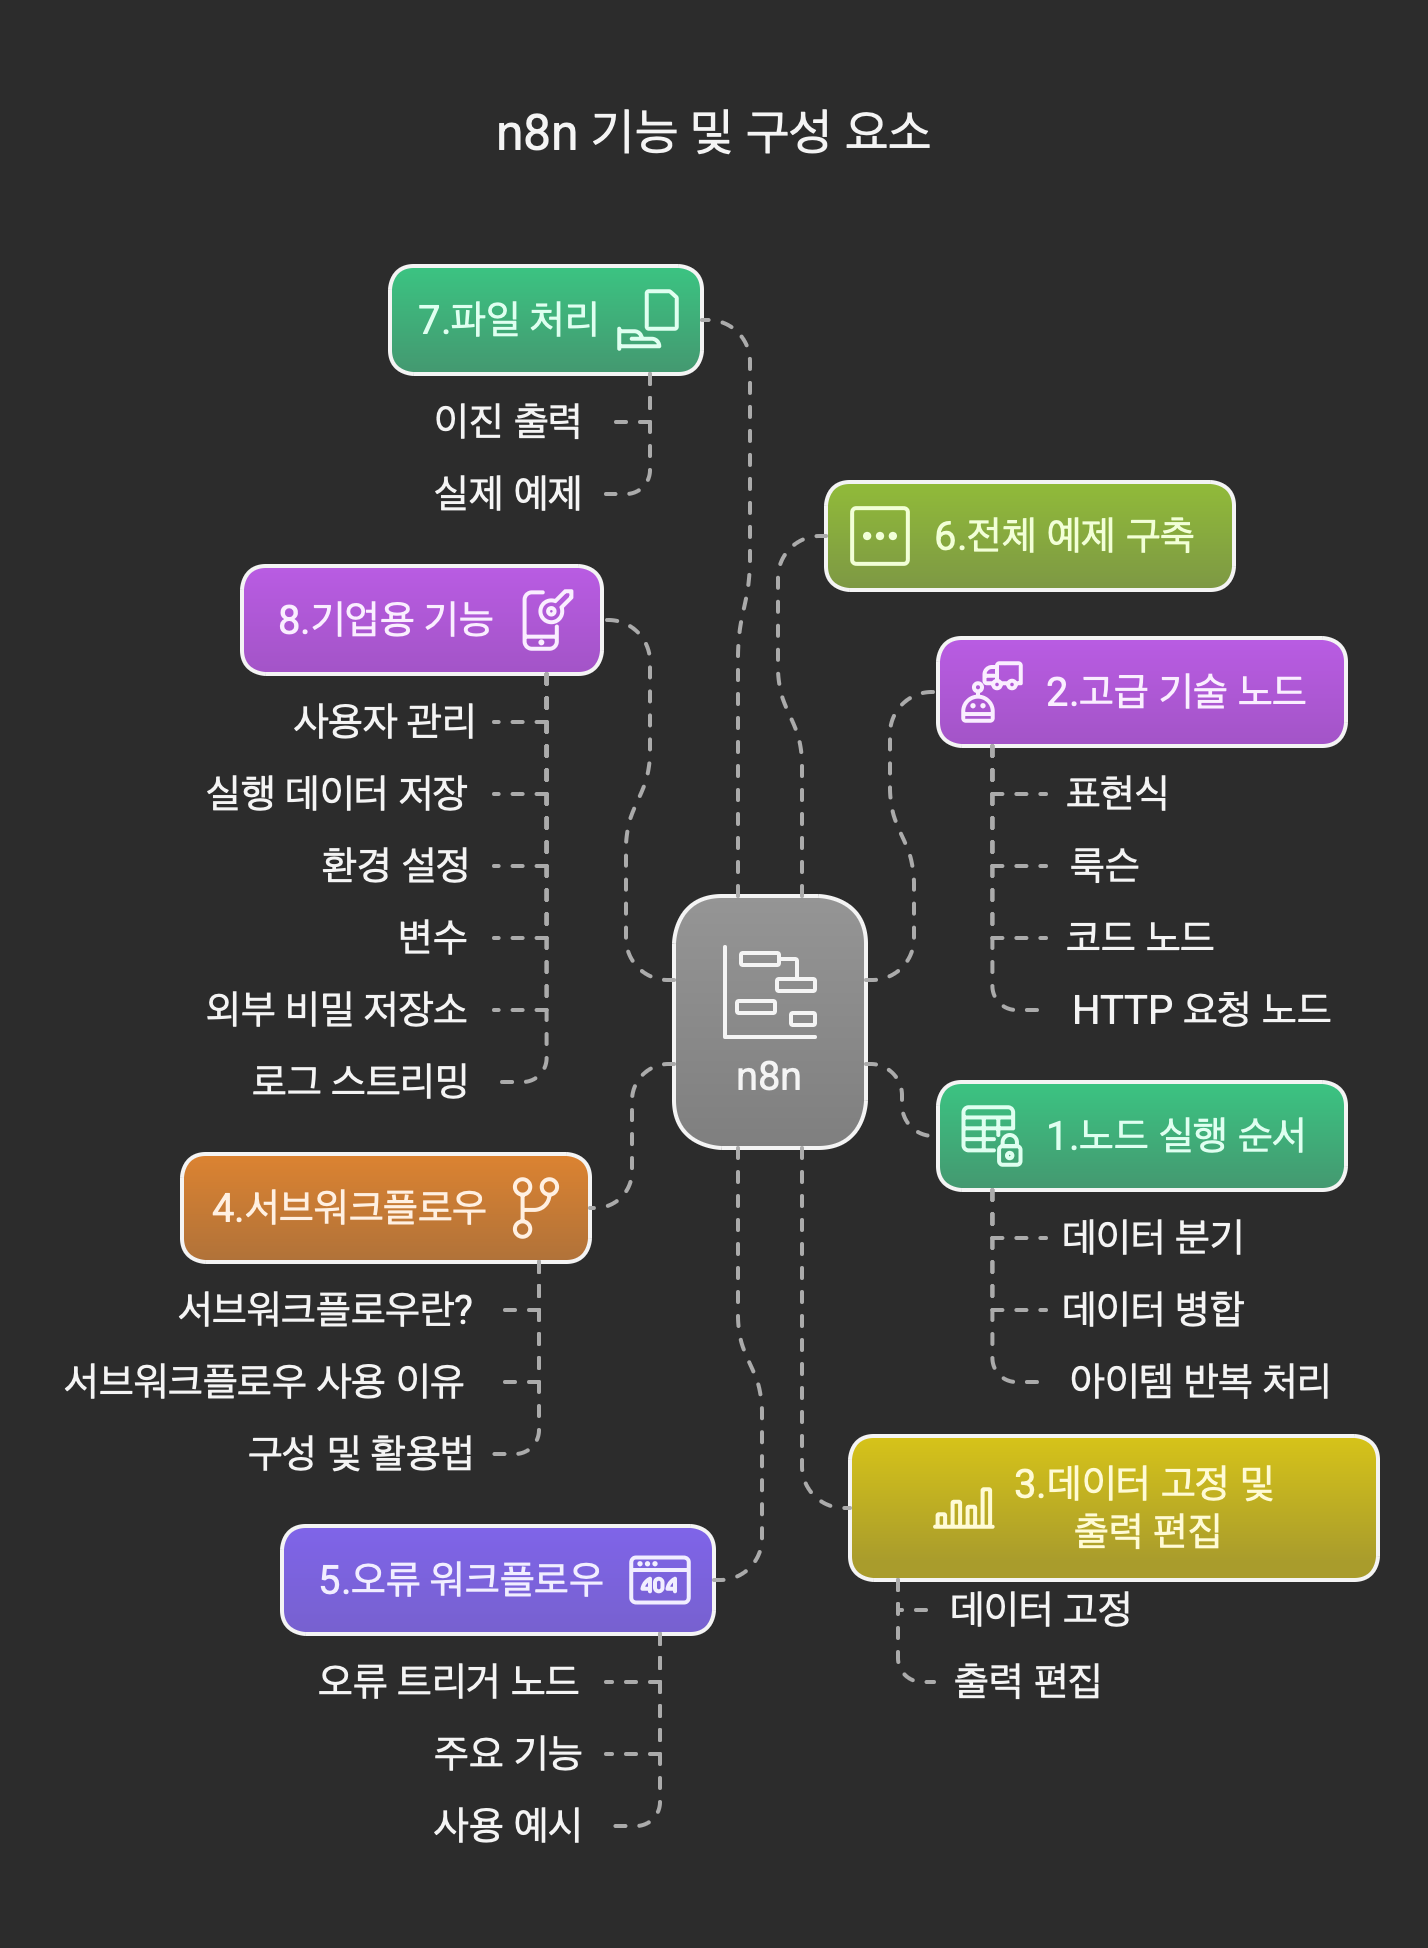 n8n 기능 및 구성 요소
7.파일 처리
이진 출력
실제 예제
6.전체 예제 구축
8.기업용 기능
사용자 관리
실행 데이터 저장
환경 설정
변수
외부 비밀 저장소
로그 스트리밍
2.고급 기술 노드
표현식
룩슨
코드 노드
HTTP 요청 노드
n8n
1.노드 실행 순서
데이터 분기
데이터 병합
아이템 반복 처리
4.서브워크플로우
서브워크플로우란?
서브워크플로우 사용 이유
구성 및 활용법
3.데이터 고정 및
출력 편집
데이터 고정
출력 편집
5.오류 워크플로우
404
오류 트리거 노드
주요 기능
사용 예시